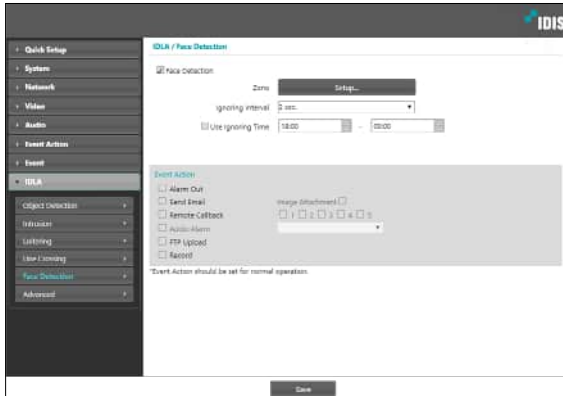 IDIS
Quick Setup
System
Network
Video
Audio
Event Action
Event
IDLA
Object Detection
Intrusion
Loitering
Line Crossing
Face Detection
Advanced
IDLA / Face Detection
Face Detection
Zone Setup...
Ignoring Interval 3 sec.
Use Ignoring Time 18:00 - 03:00
Event Action
Alarm Out
Send Email Image Attachment
Remote Callback 1 2 3 4 5
Audio Alarm
FTP Upload
Record
*Event Action should be set for normal operation.
Save